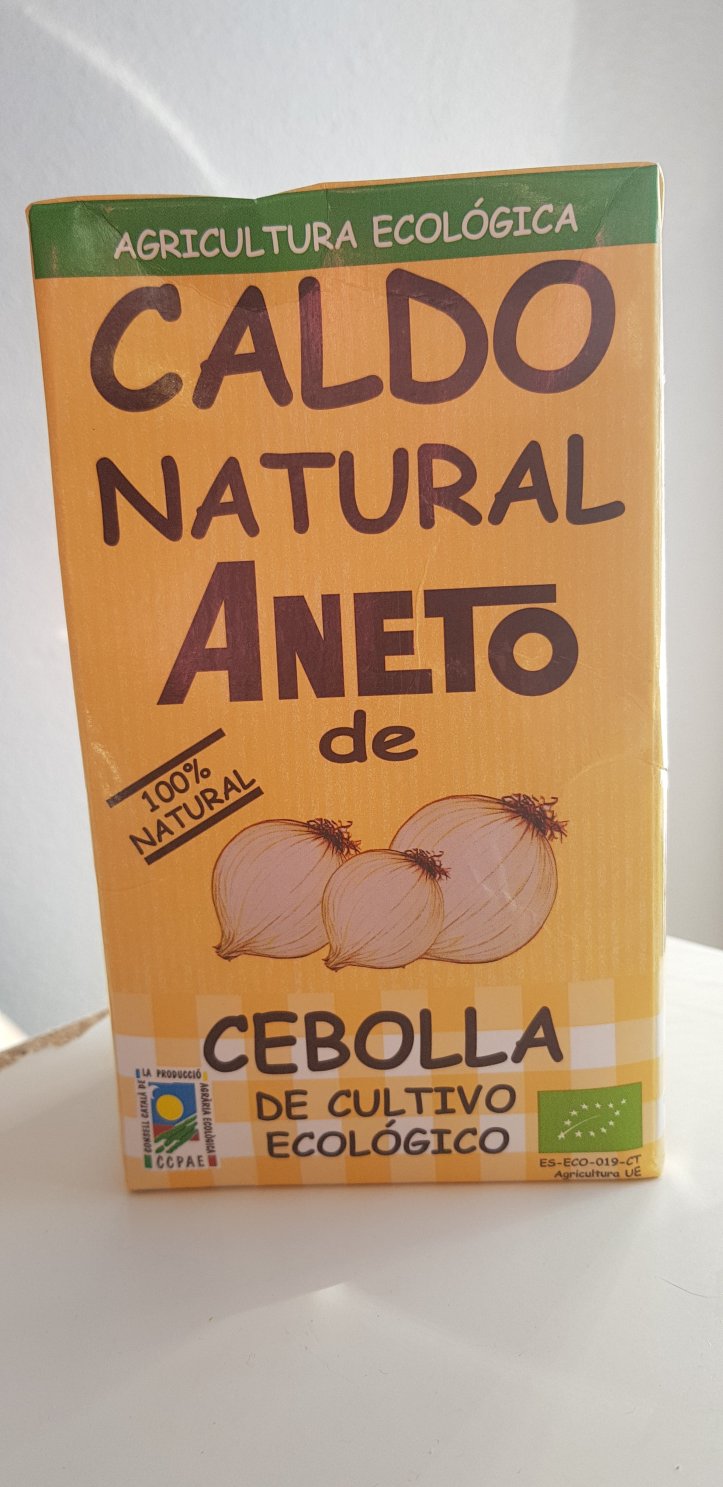 AGRICULTURA ECOLÓGICA
CALDO
NATURAL
ANETO
de
100%
NATURAL
CEBOLLA
DE CULTIVO
ECOLÓGICO
CONSELL CATALÀ DE
LA PRODUCCIÓ
AGRÀRIA ECOLÒGICA
CCPAE
ES-ECO-019-CT
Agricultura UE